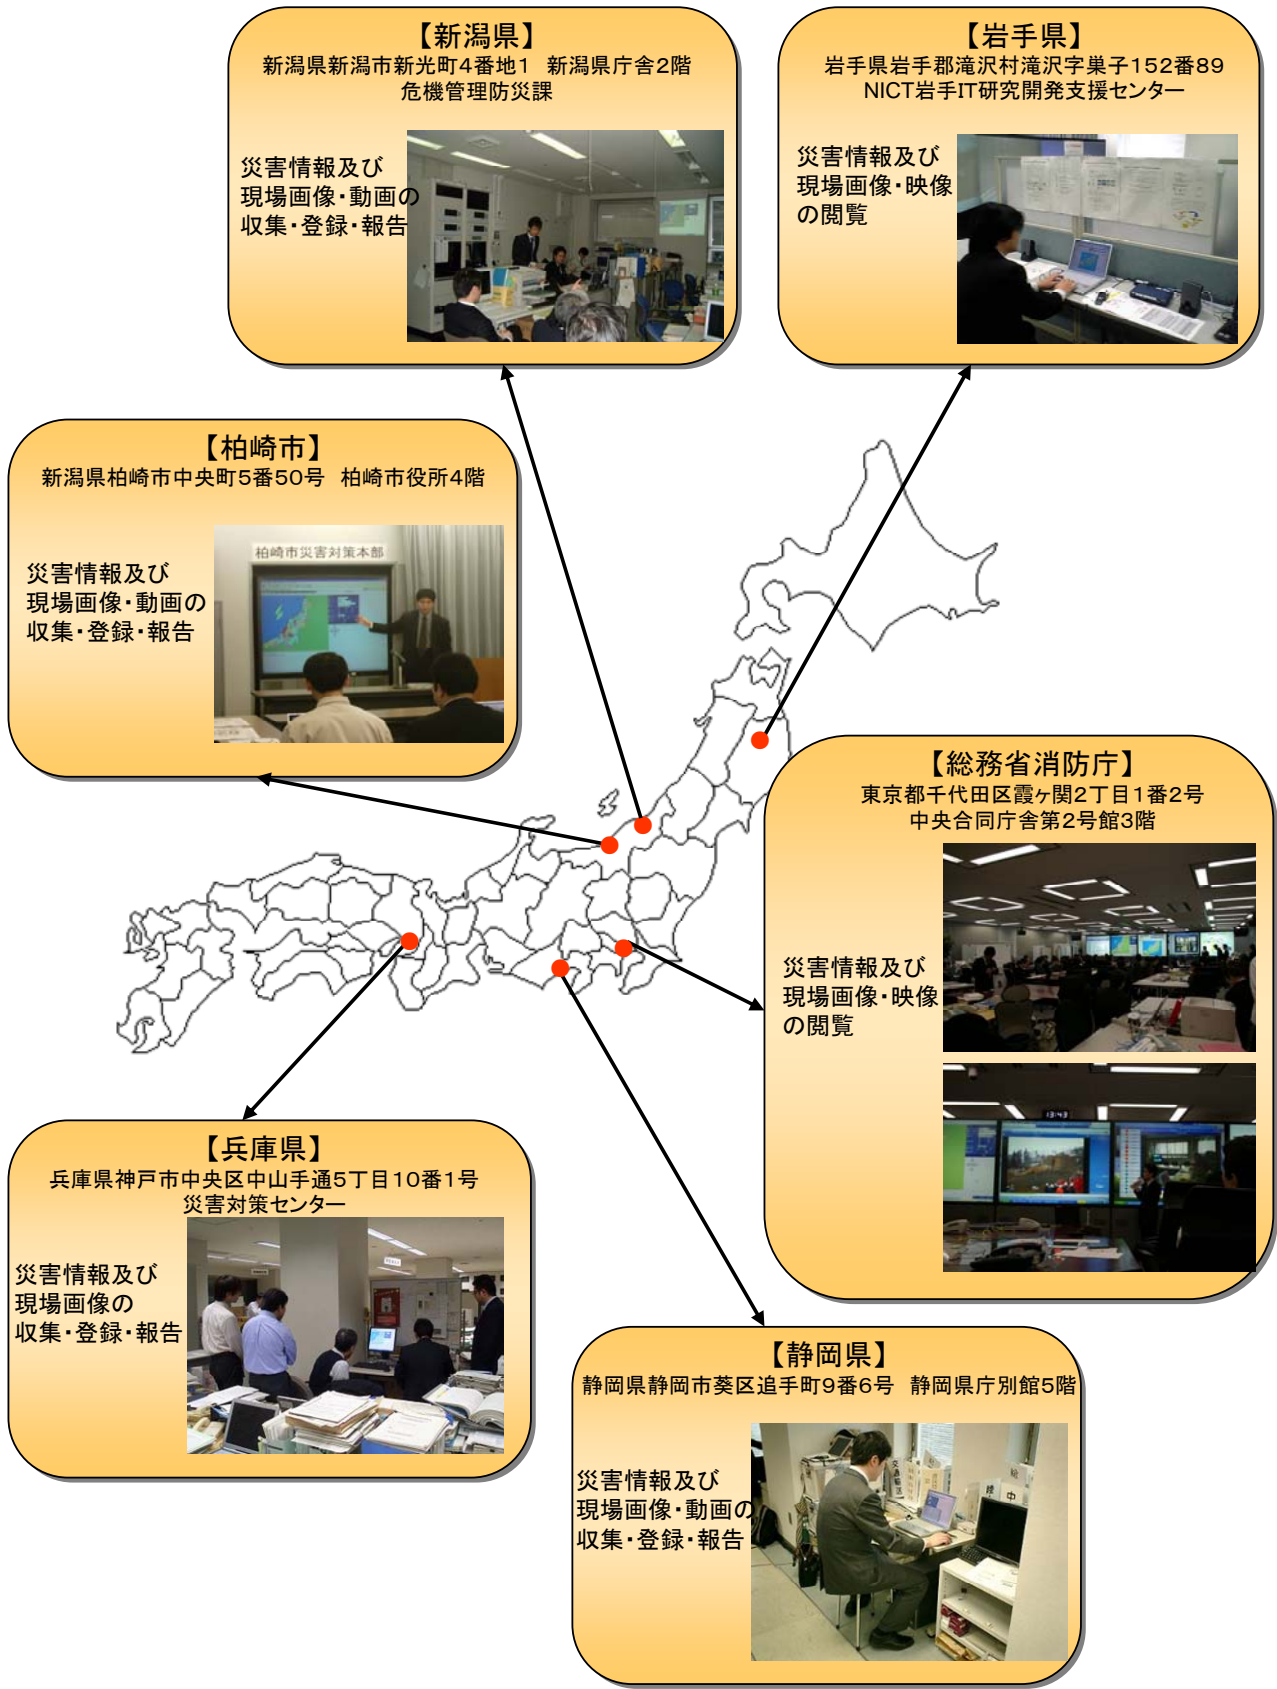 【新潟県】
新潟県新潟市新光町4番地1　新潟県庁舎2階
危機管理防災課
災害情報及び
現場画像・動画の
収集・登録・報告
【岩手県】
岩手県岩手郡滝沢村滝沢字巣子152番89
NICT岩手IT研究開発支援センター
災害情報及び
現場画像・映像
の閲覧
【柏崎市】
新潟県柏崎市中央町5番50号　柏崎市役所4階
柏崎市災害対策本部
災害情報及び
現場画像・動画の
収集・登録・報告
【総務省消防庁】
東京都千代田区霞ヶ関2丁目1番2号
中央合同庁舎第2号館3階
災害情報及び
現場画像・映像
の閲覧
13:43
【兵庫県】
兵庫県神戸市中央区中山手通5丁目10番1号
災害対策センター
災害情報及び
現場画像の
収集・登録・報告
【静岡県】
静岡県静岡市葵区追手町9番6号　静岡県庁別館5階
災害情報及び
現場画像・動画の
収集・登録・報告